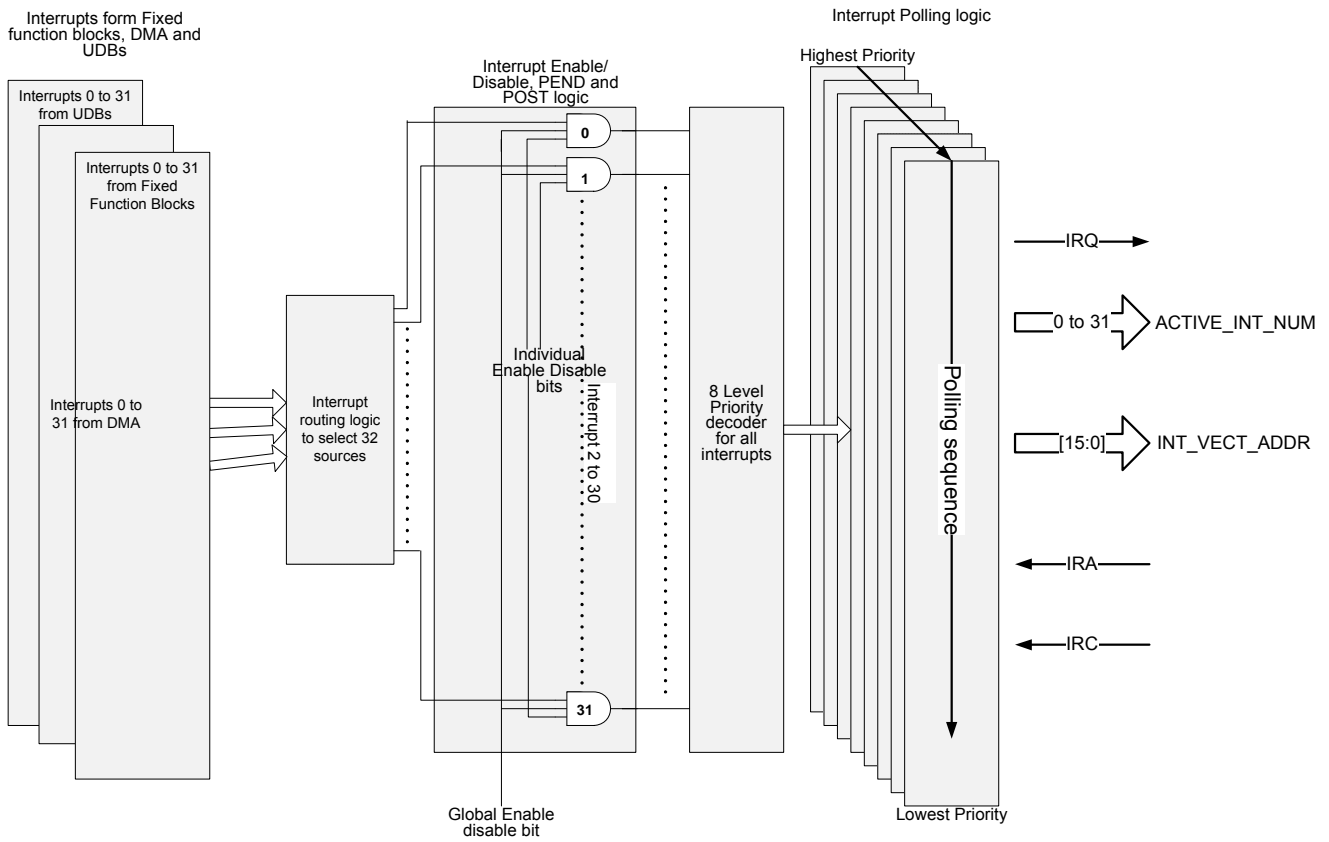 Interrupts form Fixed
function blocks, DMA and
UDBs
Interrupt Polling logic
Highest Priority
Interrupt Enable/
Disable, PEND and
POST logic
Interrupts 0 to 31
from UDBs
Interrupts 0 to 31
from Fixed
Function Blocks
Interrupts 0 to
31 from DMA
Interrupt
routing logic
to select 32
sources
0
1
Individual
Enable Disable
bits
Interrupt 2 to 30
31
Global Enable
disable bit
8 Level
Priority
decoder
for all
interrupts
Polling sequence
Lowest Priority
IRQ
0 to 31
ACTIVE_INT_NUM
[15:0]
INT_VECT_ADDR
IRA
IRC